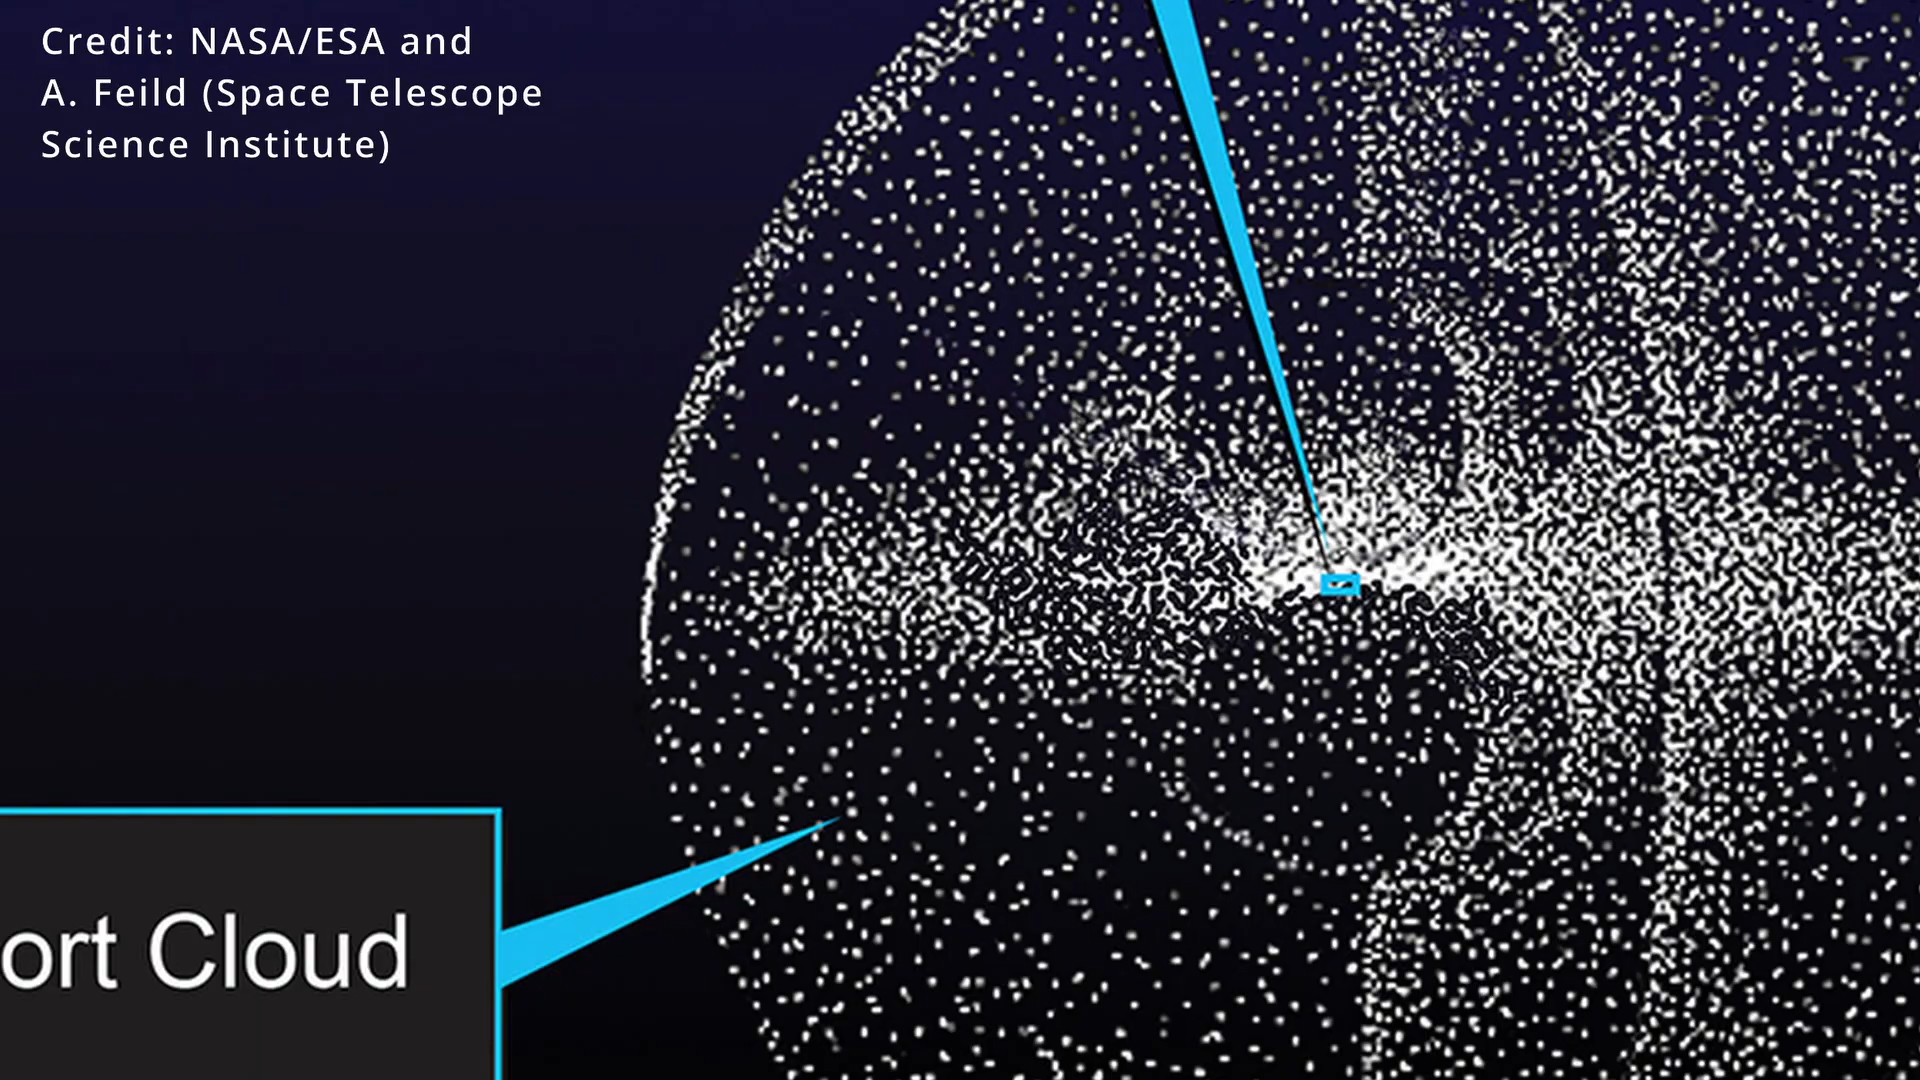 Credit: NASA/ESA and
A. Feild (Space Telescope
Science Institute)
ort Cloud